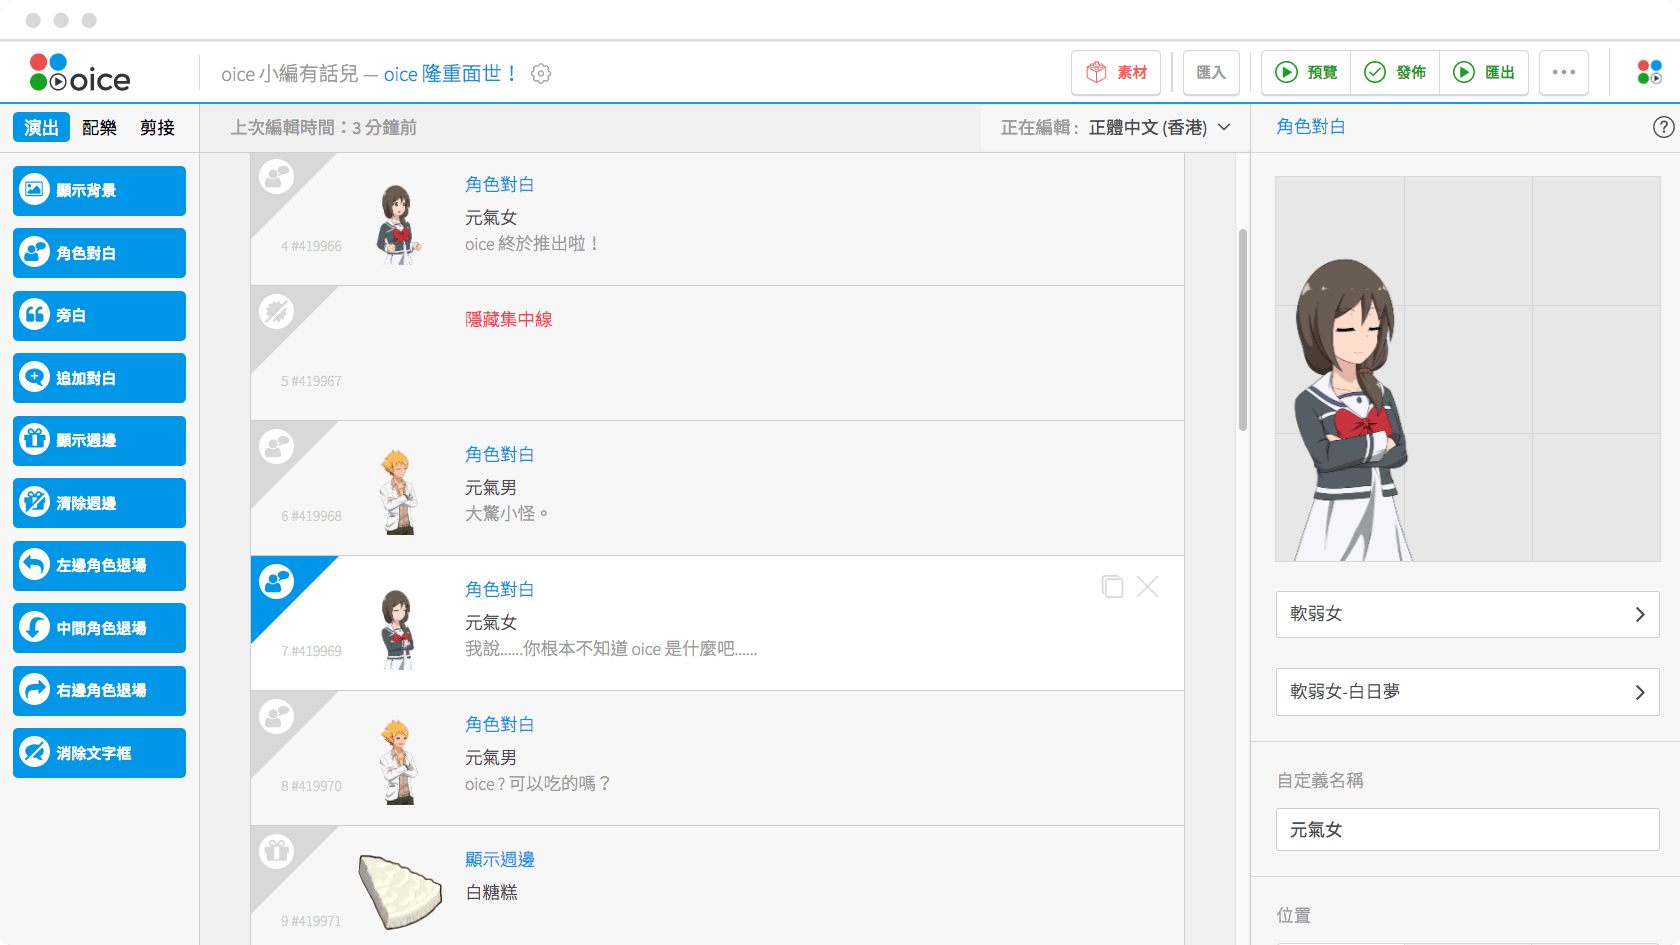 oice
oice 小編有話兒 — oice 隆重面世！
素材
匯入
預覽
發佈
匯出
演出 配樂 剪接
上次編輯時間：3 分鐘前
正在編輯 : 正體中文 (香港)
角色對白
顯示背景
角色對白
旁白
追加對白
顯示週邊
清除週邊
左邊角色退場
中間角色退場
右邊角色退場
消除文字框
角色對白
元氣女
oice 終於推出啦！
4 #419966
隱藏集中線
5 #419967
角色對白
元氣男
大驚小怪。
6 #419968
角色對白
元氣女
我說......你根本不知道 oice 是什麼吧......
7 #419969
角色對白
元氣男
oice ? 可以吃的嗎？
8 #419970
顯示週邊
白糖糕
9 #419971
軟弱女
軟弱女-白日夢
自定義名稱
元氣女
位置